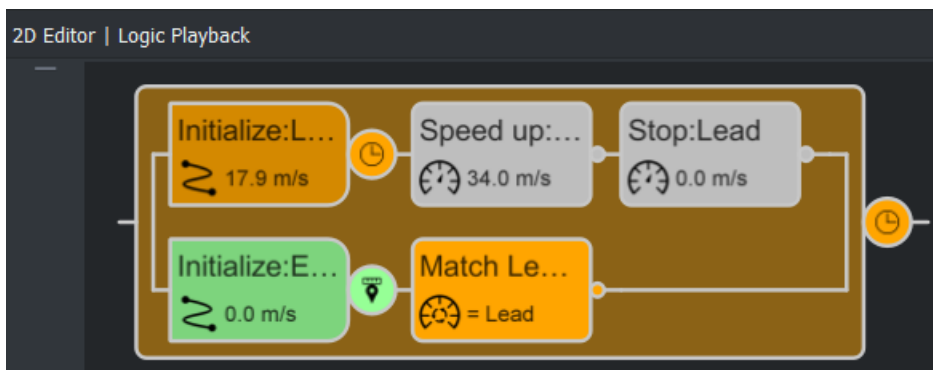 2D Editor | Logic Playback
Initialize:L...
17.9 m/s
Speed up:...
34.0 m/s
Stop:Lead
0.0 m/s
Initialize:E...
0.0 m/s
Match Le...
= Lead